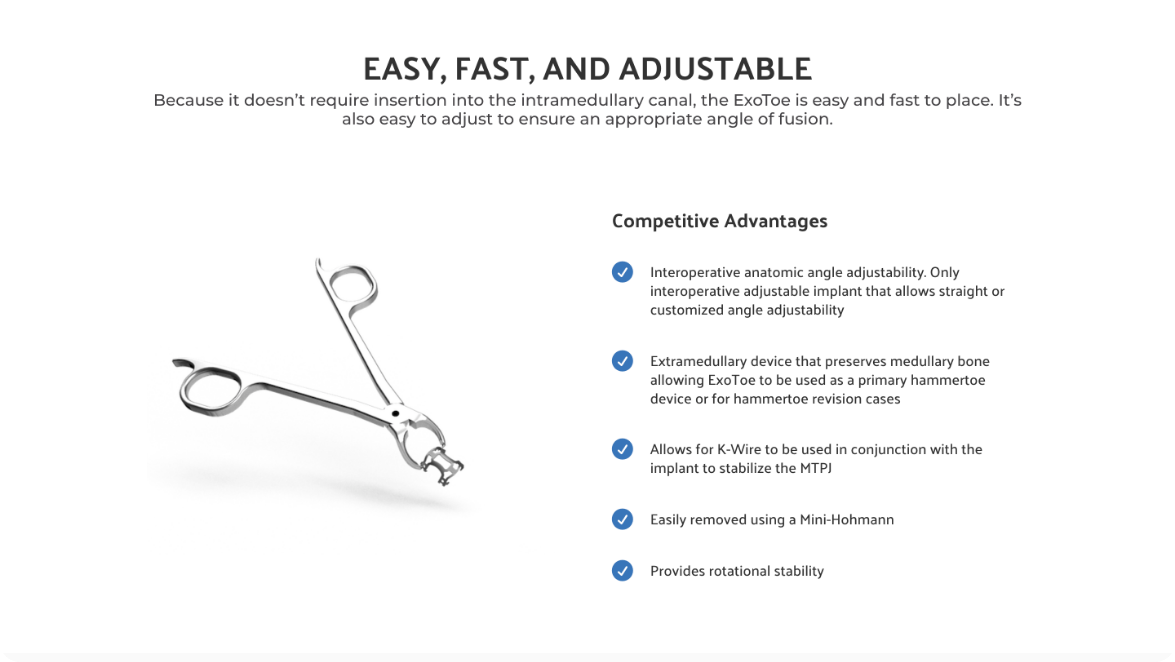 EASY, FAST, AND ADJUSTABLE
Because it doesn’t require insertion into the intramedullary canal, the ExoToe is easy and fast to place. It’s
also easy to adjust to ensure an appropriate angle of fusion.
Competitive Advantages
Interoperative anatomic angle adjustability. Only
interoperative adjustable implant that allows straight or
customized angle adjustability
Extramedullary device that preserves medullary bone
allowing ExoToe to be used as a primary hammertoe
device or for hammertoe revision cases
Allows for K-Wire to be used in conjunction with the
implant to stabilize the MTPJ
Easily removed using a Mini-Hohmann
Provides rotational stability